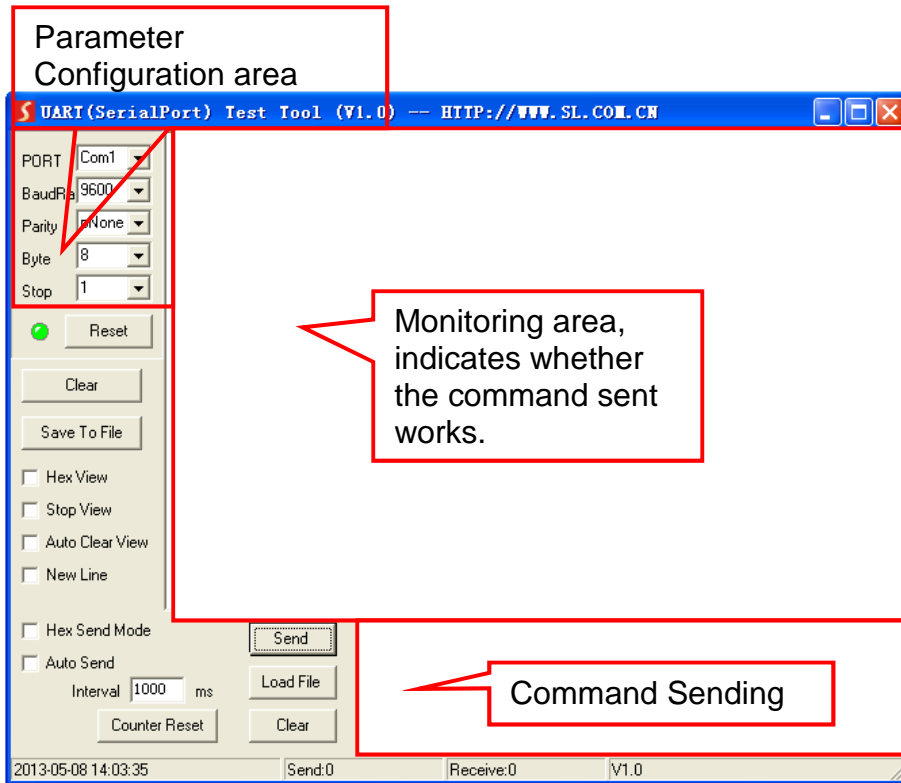 Parameter
Configuration area
UART(SerialPort) Test Tool (V1.0) -- HTTP://WWW.SL.COM.CN
PORT Com1
BaudRa 9600
Parity pNone
Byte 8
Stop 1
Reset
Clear
Save To File
Hex View
Stop View
Auto Clear View
New Line
Monitoring area,
indicates whether
the command sent
works.
Hex Send Mode
Send
Auto Send
Interval 1000 ms
Load File
Counter Reset
Clear
Command Sending
2013-05-08 14:03:35 Send:0 Receive:0 V1.0